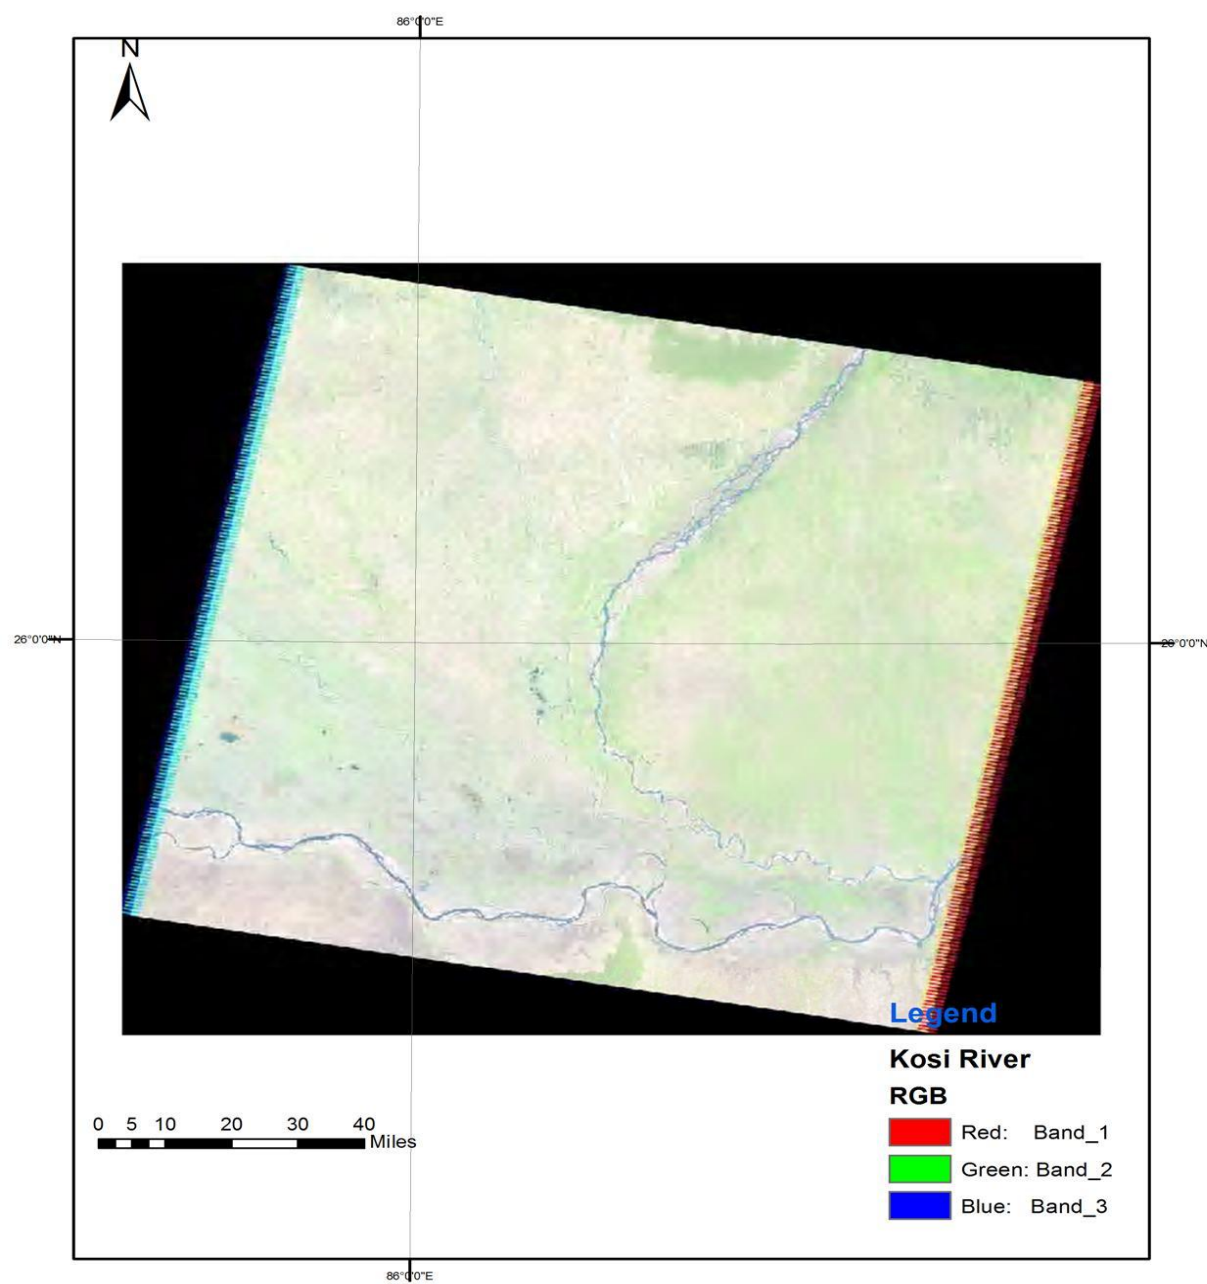 86°0'0"E
N
26°0'0"N
26°0'0"N
Legend
Kosi River
RGB
0 5 10 20 30 40
Miles
Red: Band_1
Green: Band_2
Blue: Band_3
86°0'0"E